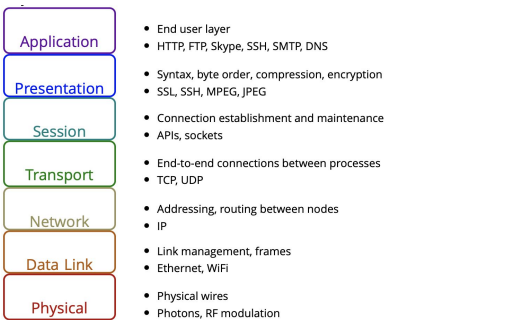 Application
• End user layer
• HTTP, FTP, Skype, SSH, SMTP, DNS
Presentation
• Syntax, byte order, compression, encryption
• SSL, SSH, MPEG, JPEG
Session
• Connection establishment and maintenance
• APIs, sockets
Transport
• End-to-end connections between processes
• TCP, UDP
Network
• Addressing, routing between nodes
• IP
Data Link
• Link management, frames
• Ethernet, WiFi
Physical
• Physical wires
• Photons, RF modulation